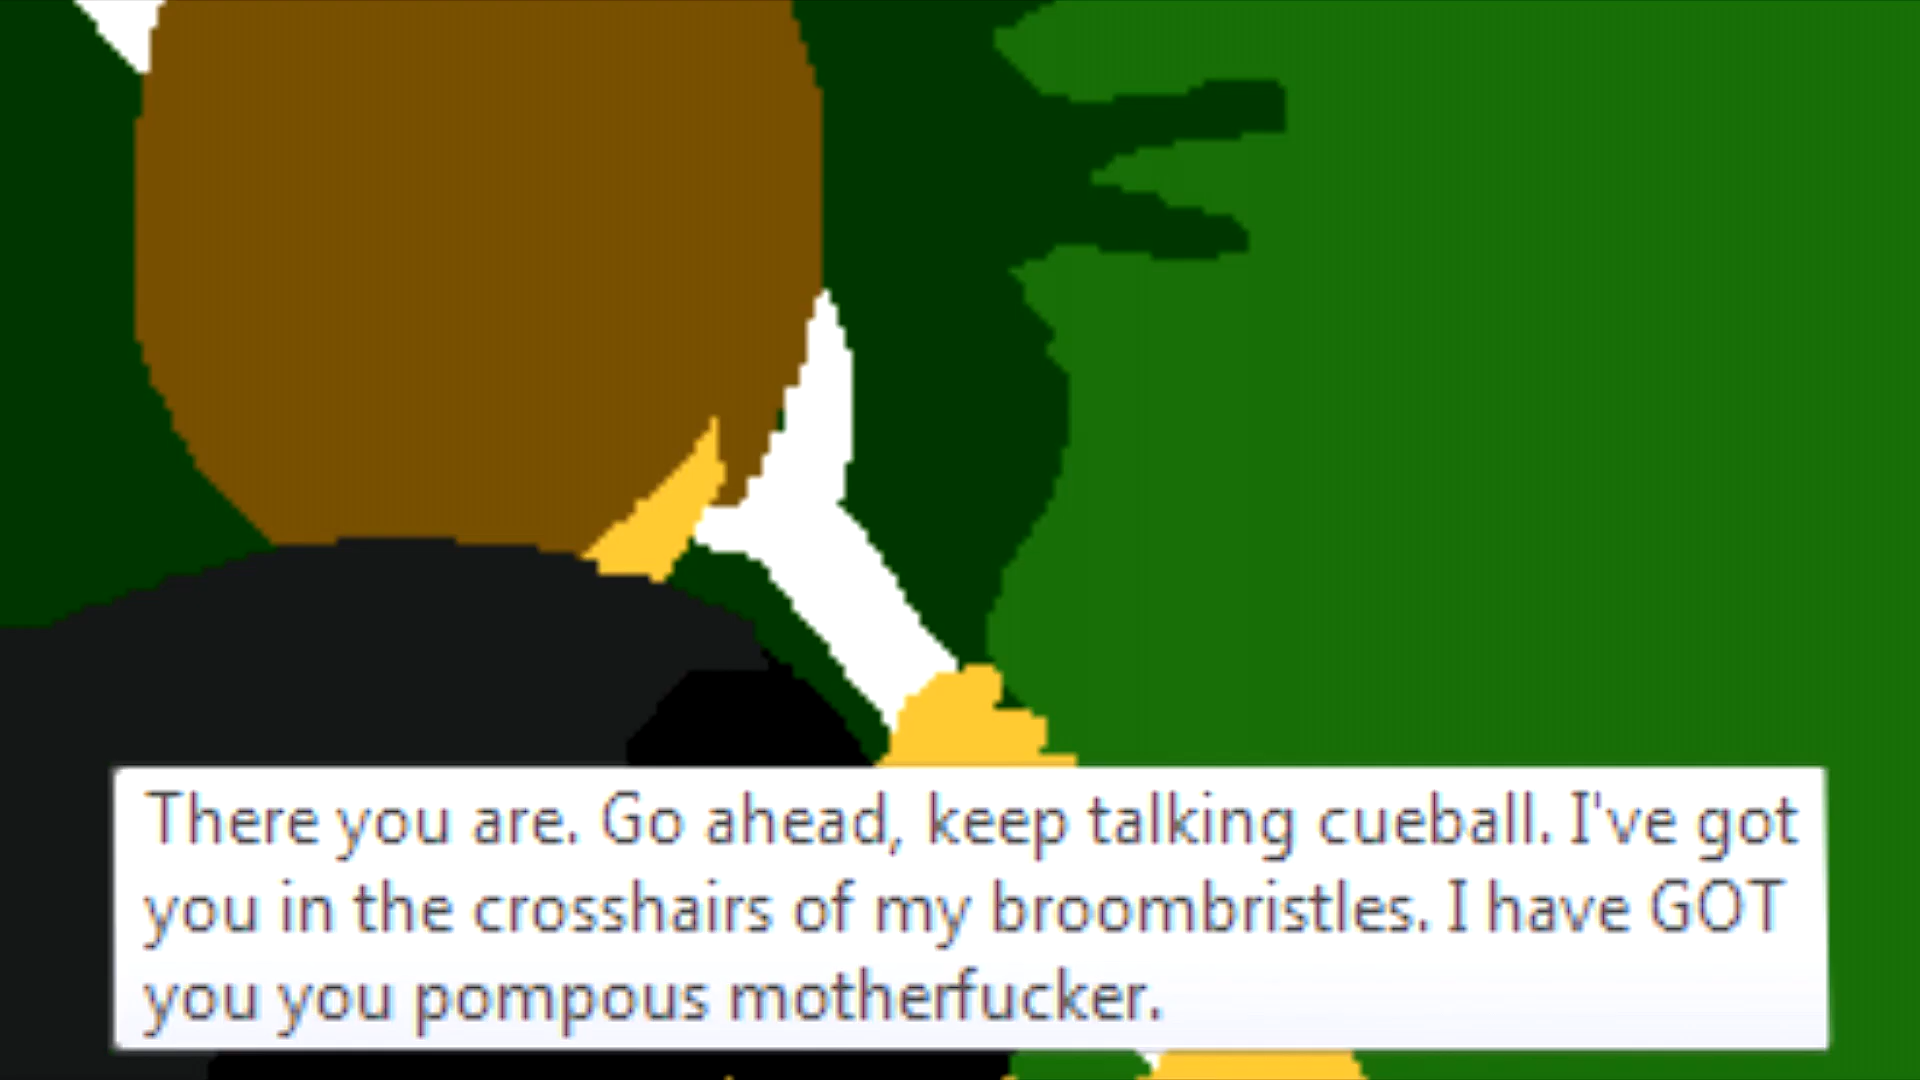 There you are. Go ahead, keep talking cueball. I've got
you in the crosshairs of my broombristles. I have GOT
you you pompous motherfucker.